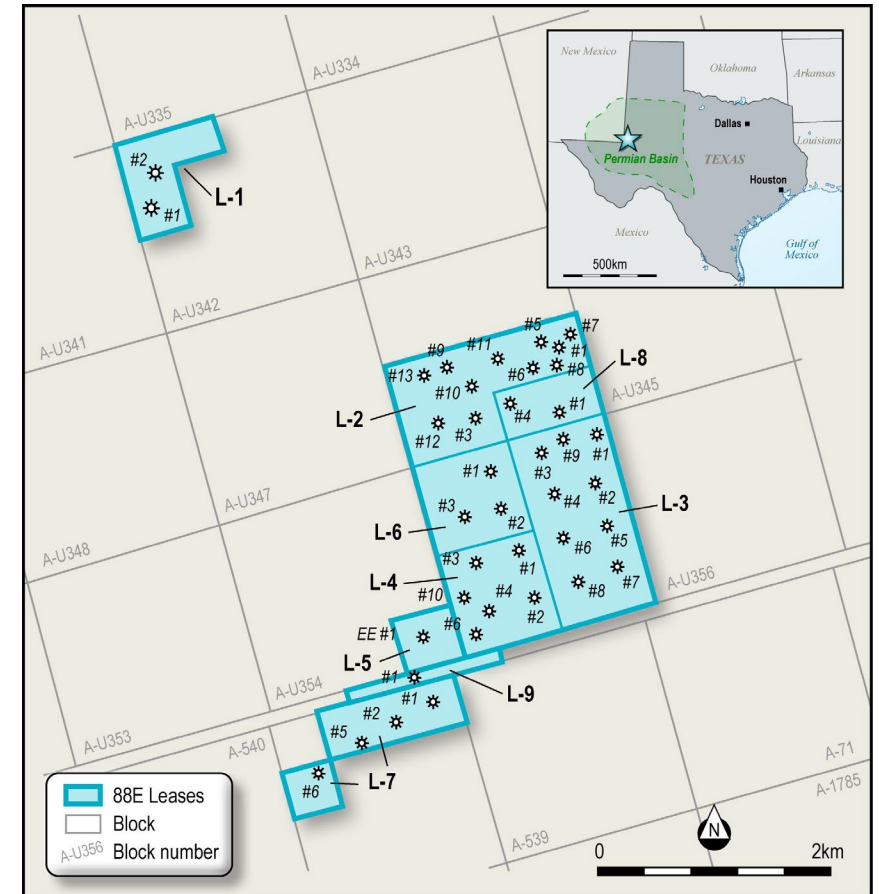 A-U334
A-U335
#2
#1
L-1
New Mexico
Oklahoma
Arkansas
Dallas
Louisiana
Permian Basin
TEXAS
Houston
Mexico
Gulf of
Mexico
500km
A-U343
A-U342
A-U341
#5
#7
#11
#1
#9
#6
#8
#13
#10
L-8
#4
#1
A-U345
L-2
#12
#3
#9
#1
#1
#3
#2
A-U347
#4
#3
#2
L-3
L-6
#5
#6
A-U348
#3
#1
#7
L-4
#4
#8
A-U356
#10
#2
#6
EE #1
L-5
#1
A-U354
L-9
#1
#2
#5
A-U353
A-540
L-7
#6
A-71
A-1785
A-539
88E Leases
Block
A-U356 Block number
N
0 2km